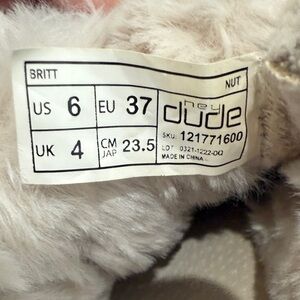 BRITT NUT
US 6 EU 37 hey dude
SKU: 121771600
UK 4 CM JAP 23.5 LOT: 0321-1222-DG
MADE IN CHINA